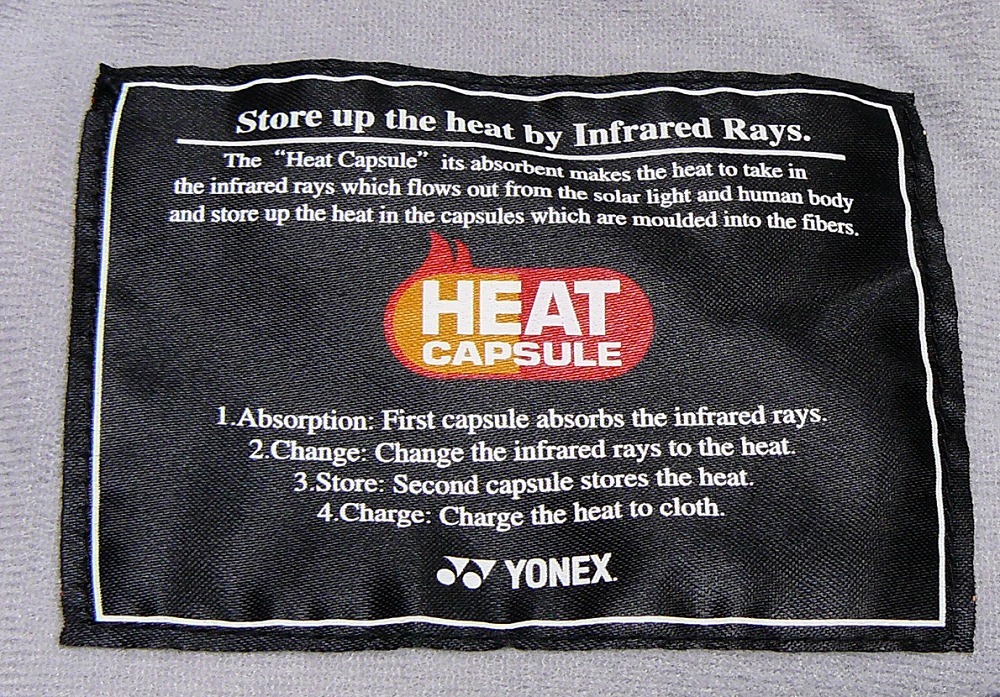 Store up the heat by Infrared Rays.
The “Heat Capsule” its absorbent makes the heat to take in
the infrared rays which flows out from the solar light and human body
and store up the heat in the capsules which are moulded into the fibers.
HEAT
CAPSULE
1.Absorption: First capsule absorbs the infrared rays.
2.Change: Change the infrared rays to the heat.
3.Store: Second capsule stores the heat.
4.Charge: Charge the heat to cloth.
YONEX.